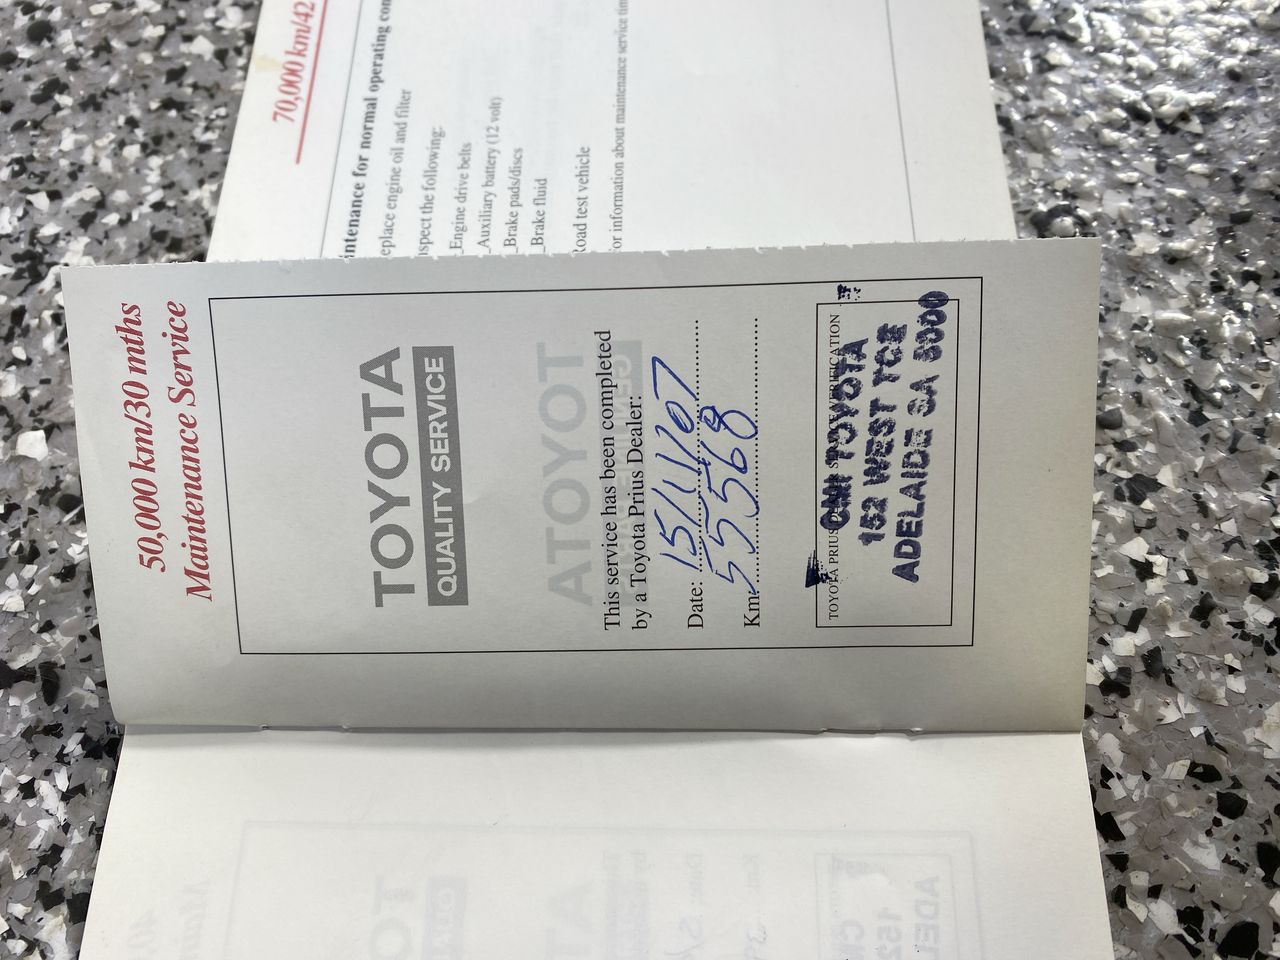 70,000 km/42
intenance for normal operating con
eplace engine oil and filter
spect the following:
Engine drive belts
Auxiliary battery (12 volt)
Brake pads/discs
Brake fluid
Road test vehicle
or information about maintenance service tim
50,000 km/30 mths
Maintenance Service
TOYOTA
QUALITY SERVICE
This service has been completed
by a Toyota Prius Dealer:
Date: 15/11/07
Km: 55568
TOYOTA PRIUS VERIFICATION
CMI TOYOTA
152 WEST TCE
ADELAIDE SA 5000